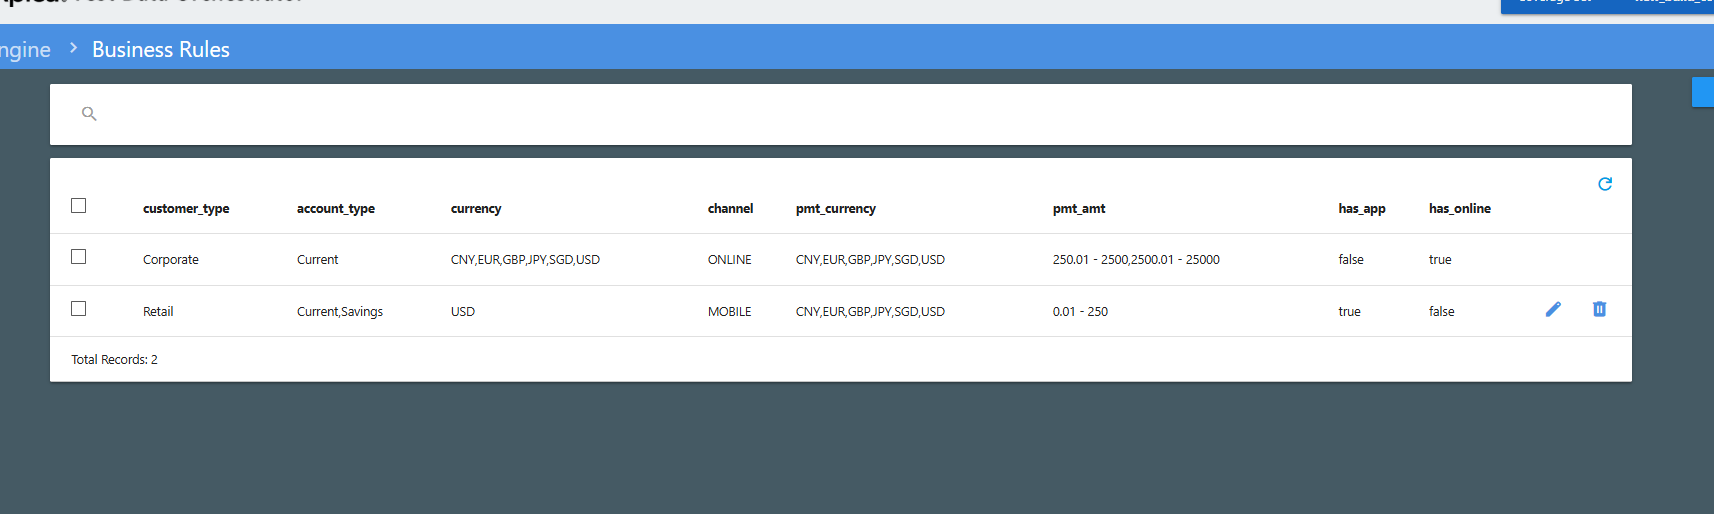 ngine > Business Rules
customer_type account_type currency channel pmt_currency pmt_amt has_app has_online
Corporate Current CNY,EUR,GBP,JPY,SGD,USD ONLINE CNY,EUR,GBP,JPY,SGD,USD 250.01 - 2500,2500.01 - 25000 false true
Retail Current,Savings USD MOBILE CNY,EUR,GBP,JPY,SGD,USD 0.01 - 250 true false
Total Records: 2